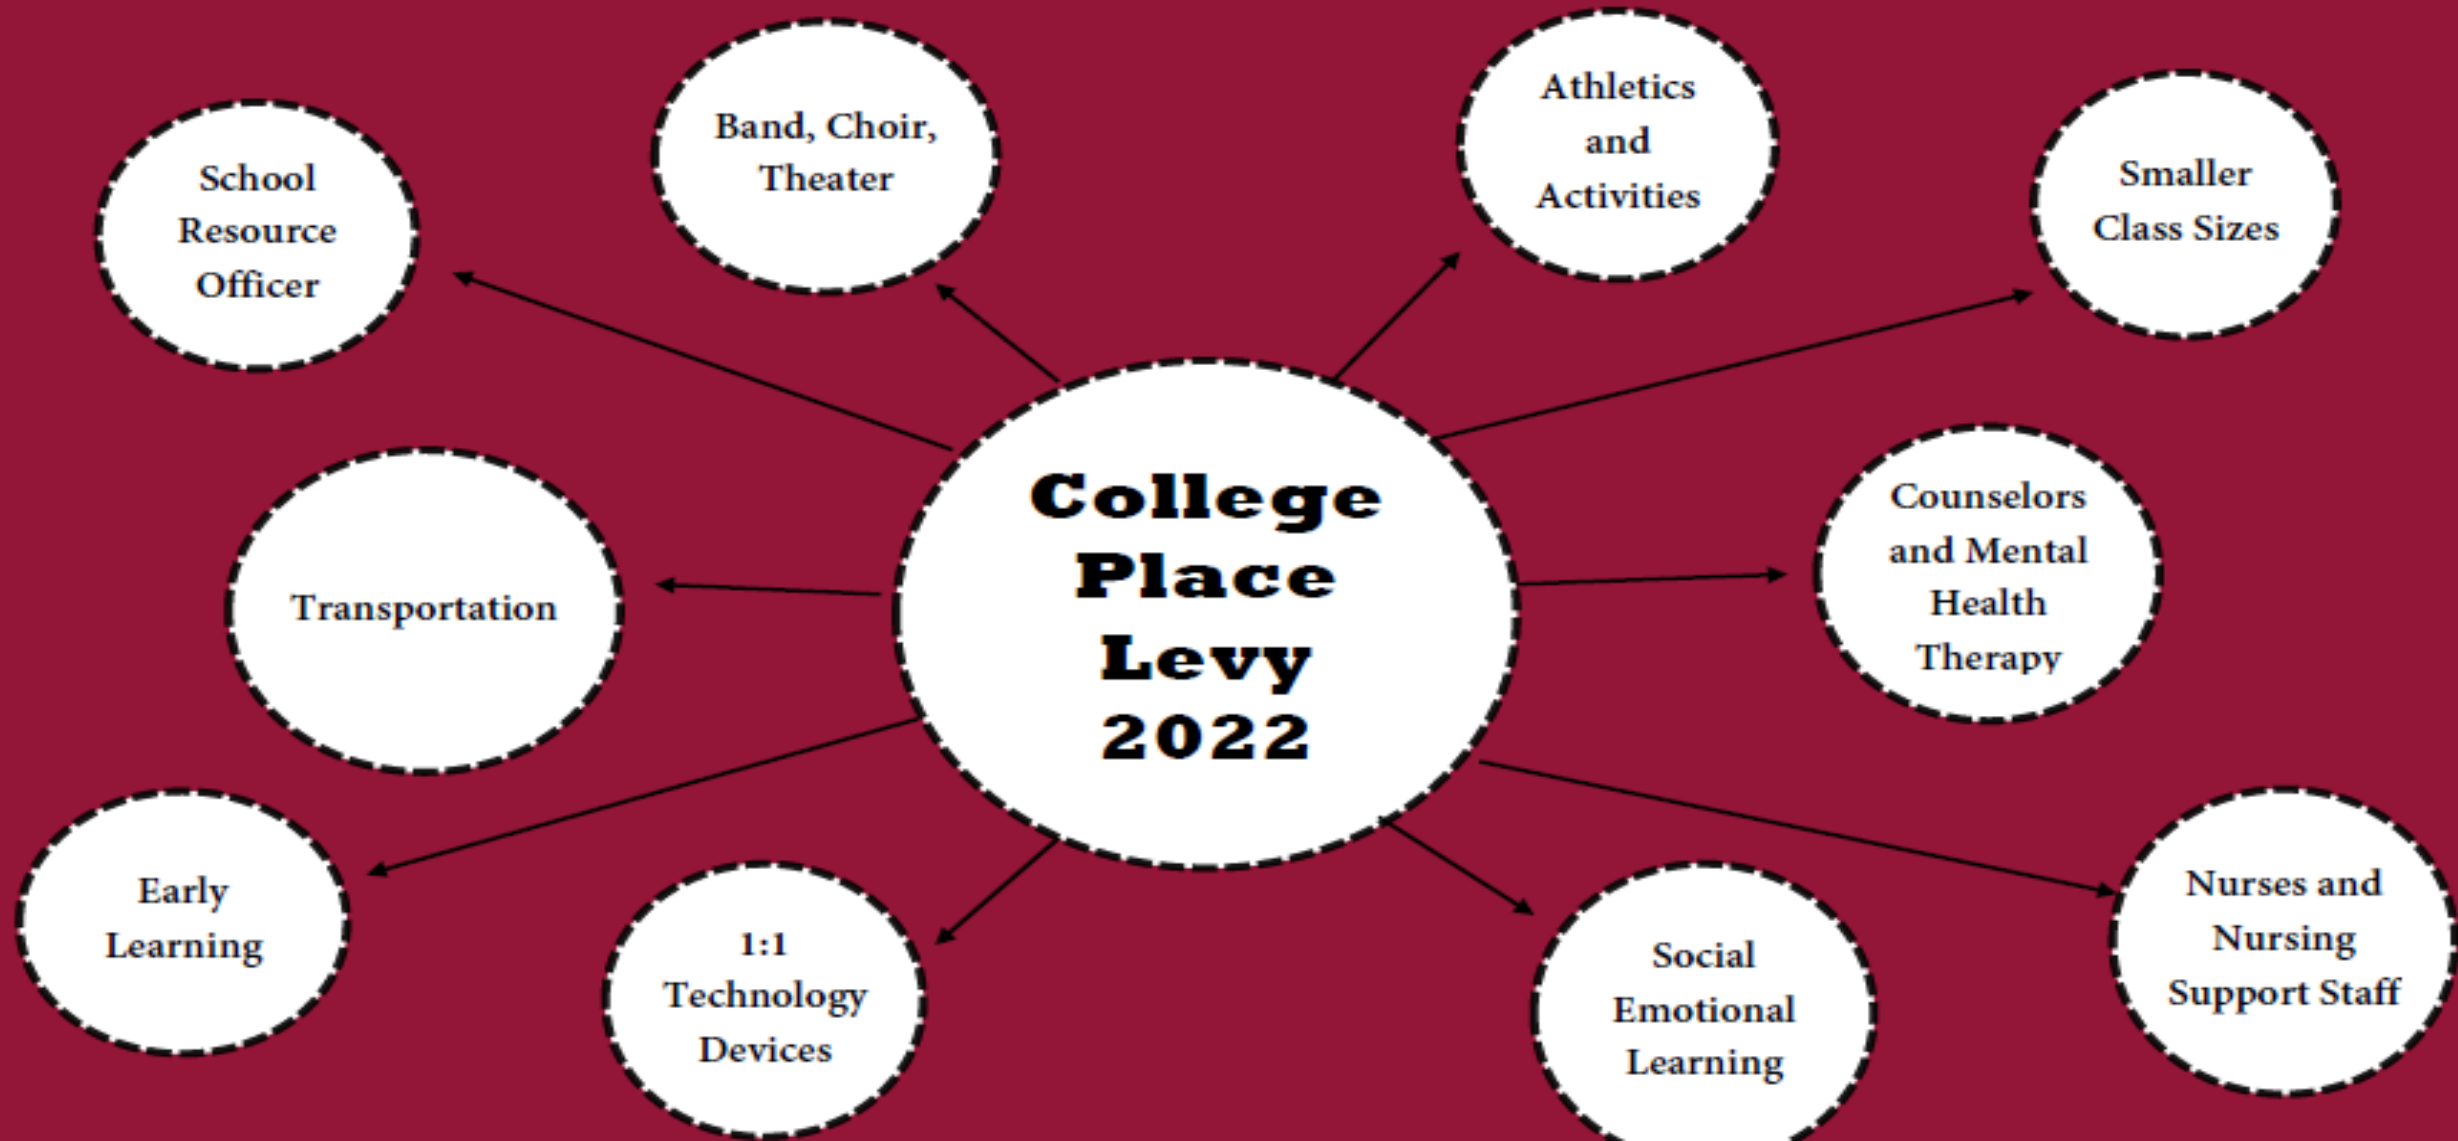 School
Resource
Officer
Band, Choir,
Theater
Athletics
and
Activities
Smaller
Class Sizes
Transportation
College
Place
Levy
2022
Counselors
and Mental
Health
Therapy
Early
Learning
1:1
Technology
Devices
Social
Emotional
Learning
Nurses and
Nursing
Support Staff